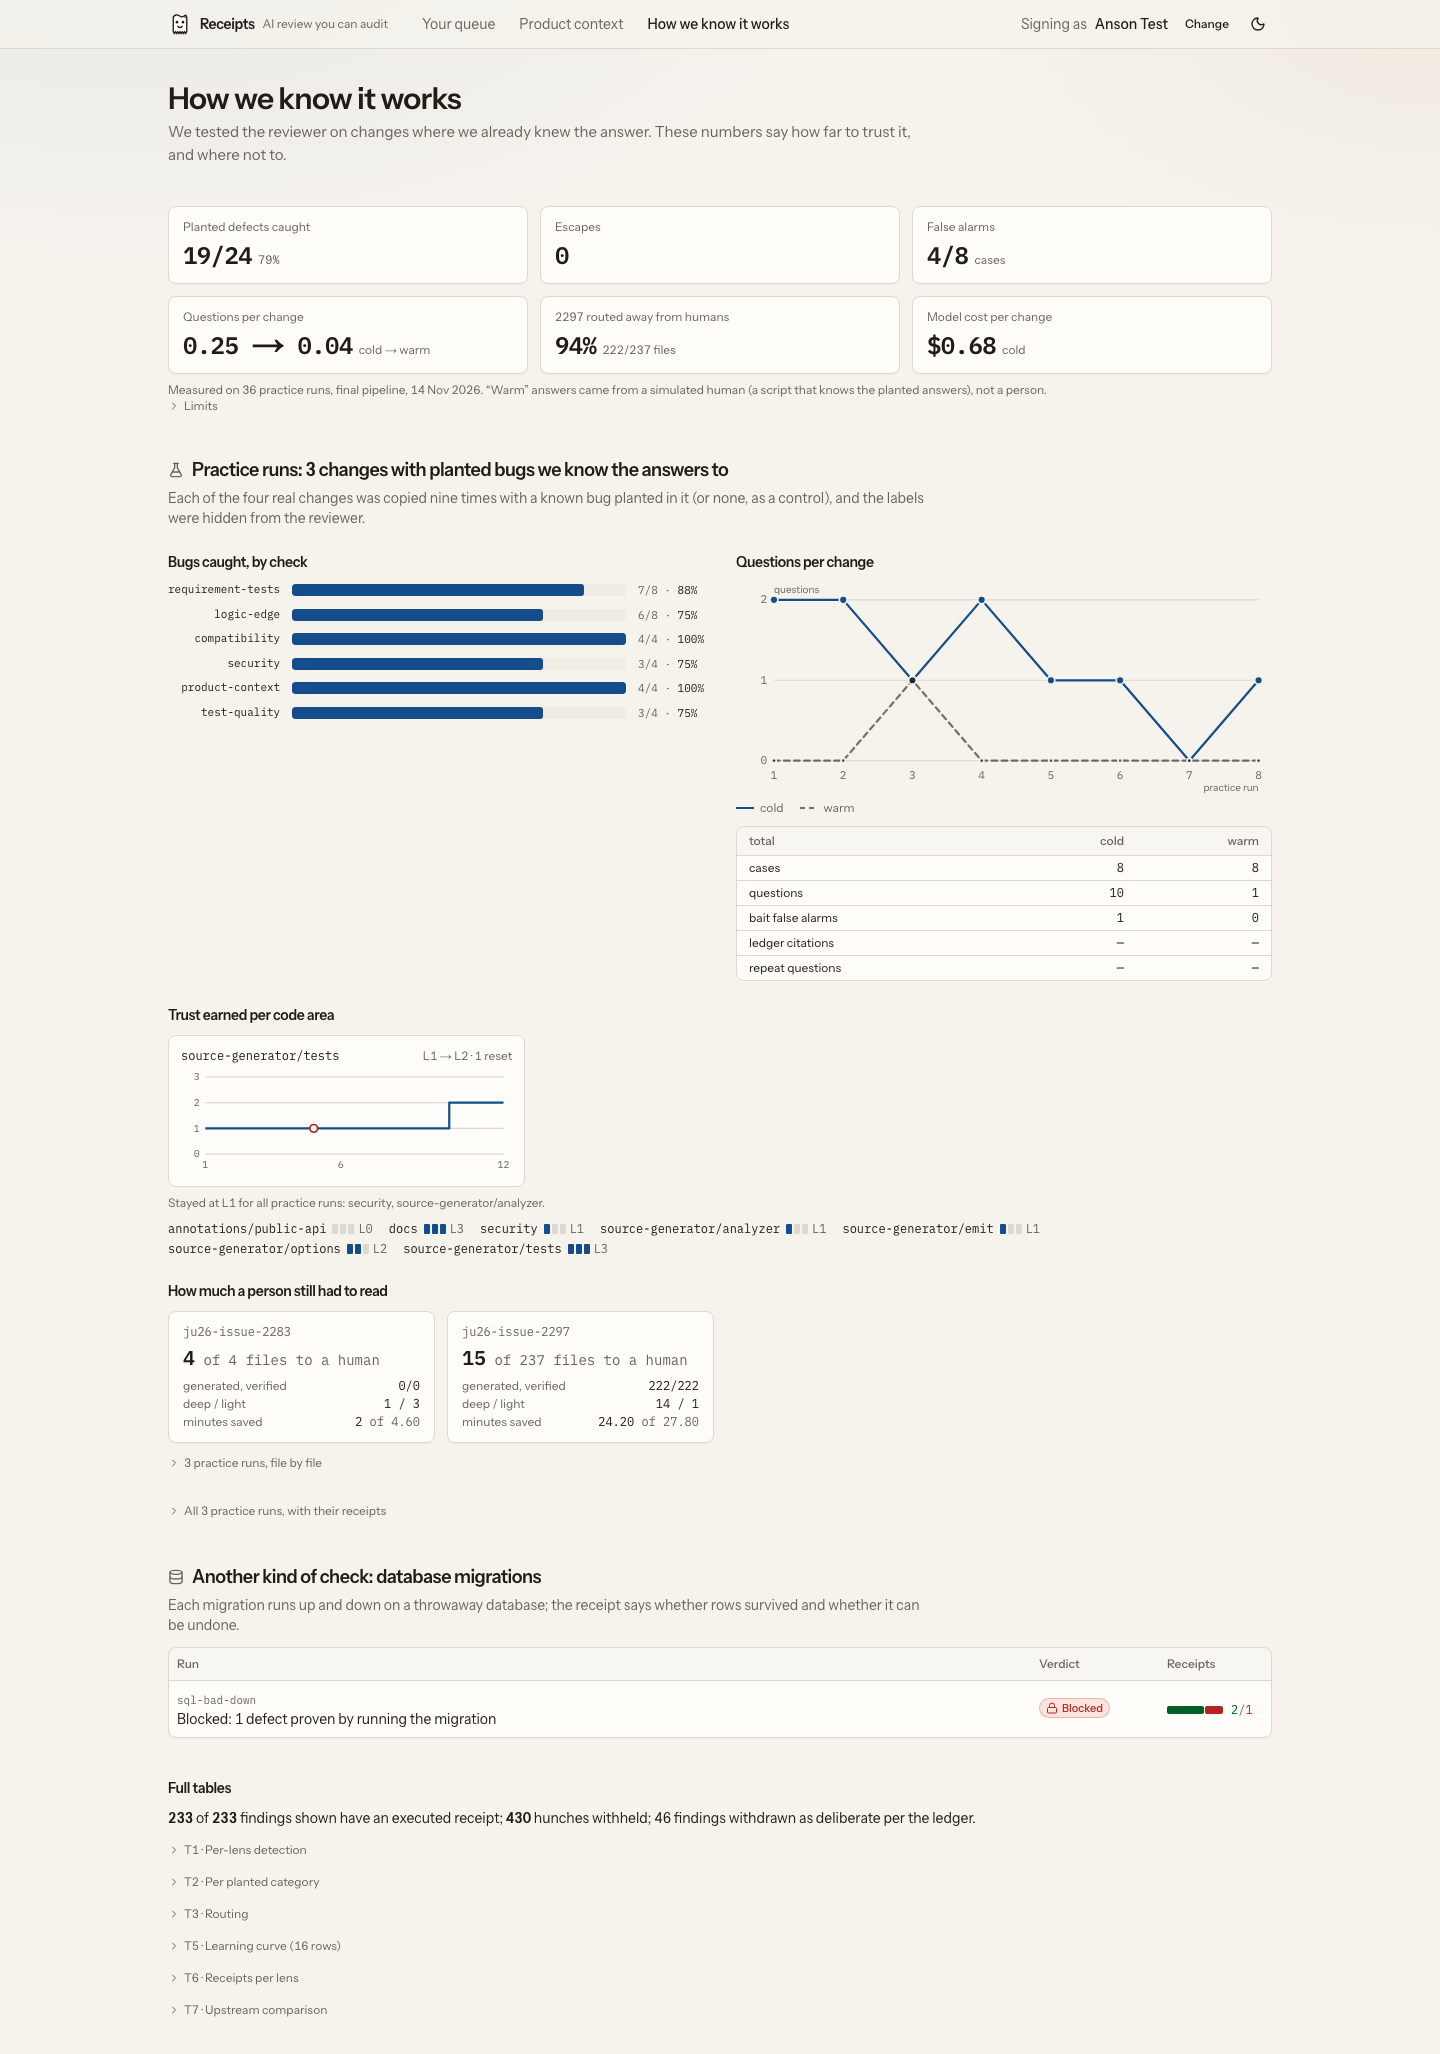 Receipts AI review you can audit Your queue Product context How we know it works Signing as Anson Test Change
How we know it works
We tested the reviewer on changes where we already knew the answer. These numbers say how far to trust it,
and where not to.
Planted defects caught
19/24 79%
Escapes
0
False alarms
4/8 cases
Questions per change
0.25 → 0.04 cold → warm
2297 routed away from humans
94% 222/237 files
Model cost per change
$0.68 cold
Measured on 36 practice runs, final pipeline, 14 Nov 2026. “Warm” answers came from a simulated human (a script that knows the planted answers), not a person.
Limits
Practice runs: 3 changes with planted bugs we know the answers to
Each of the four real changes was copied nine times with a known bug planted in it (or none, as a control), and the labels
were hidden from the reviewer.
Bugs caught, by check
requirement-tests 7/8 · 88%
logic-edge 6/8 · 75%
compatibility 4/4 · 100%
security 3/4 · 75%
product-context 4/4 · 100%
test-quality 3/4 · 75%
Questions per change
questions
2
1
0
1 2 3 4 5 6 7 8
practice run
cold warm
total cold warm
cases 8 8
questions 10 1
bait false alarms 1 0
ledger citations — —
repeat questions — —
Trust earned per code area
source-generator/tests L1 → L2 · 1 reset
3
2
1
0
1 6 12
Stayed at L1 for all practice runs: security, source-generator/analyzer.
annotations/public-api L0 docs L3 security L1 source-generator/analyzer L1 source-generator/emit L1
source-generator/options L2 source-generator/tests L3
How much a person still had to read
ju26-issue-2283
4 of 4 files to a human
generated, verified 0/0
deep / light 1 / 3
minutes saved 2 of 4.60
ju26-issue-2297
15 of 237 files to a human
generated, verified 222/222
deep / light 14 / 1
minutes saved 24.20 of 27.80
3 practice runs, file by file
All 3 practice runs, with their receipts
Another kind of check: database migrations
Each migration runs up and down on a throwaway database; the receipt says whether rows survived and whether it can
be undone.
Run Verdict Receipts
sql-bad-down
Blocked: 1 defect proven by running the migration Blocked 2/1
Full tables
233 of 233 findings shown have an executed receipt; 430 hunches withheld; 46 findings withdrawn as deliberate per the ledger.
T1 · Per-lens detection
T2 · Per planted category
T3 · Routing
T5 · Learning curve (16 rows)
T6 · Receipts per lens
T7 · Upstream comparison